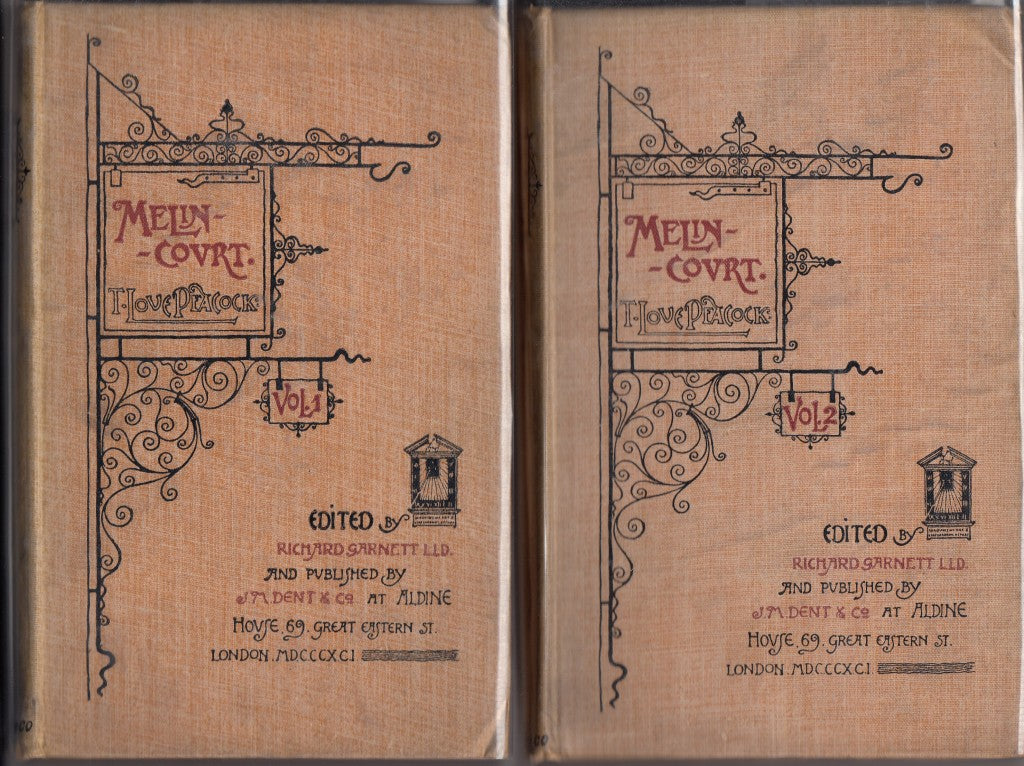 MELIN-
-COVRT.
T. LOVE PEACOCK.
VOL.1
EDITED BY
RICHARD GARNETT LLD.
AND PUBLISHED BY
J.M DENT & Co AT ALDINE
HOVSE, 69. GREAT EASTERN ST.
LONDON. MDCCCXCI
MELIN-
-COVRT.
T. LOVE PEACOCK.
VOL.2
EDITED BY
RICHARD GARNETT LLD.
AND PUBLISHED BY
J.M. DENT & Co AT ALDINE
HOVSE, 69. GREAT EASTERN ST.
LONDON. MDCCCXCI